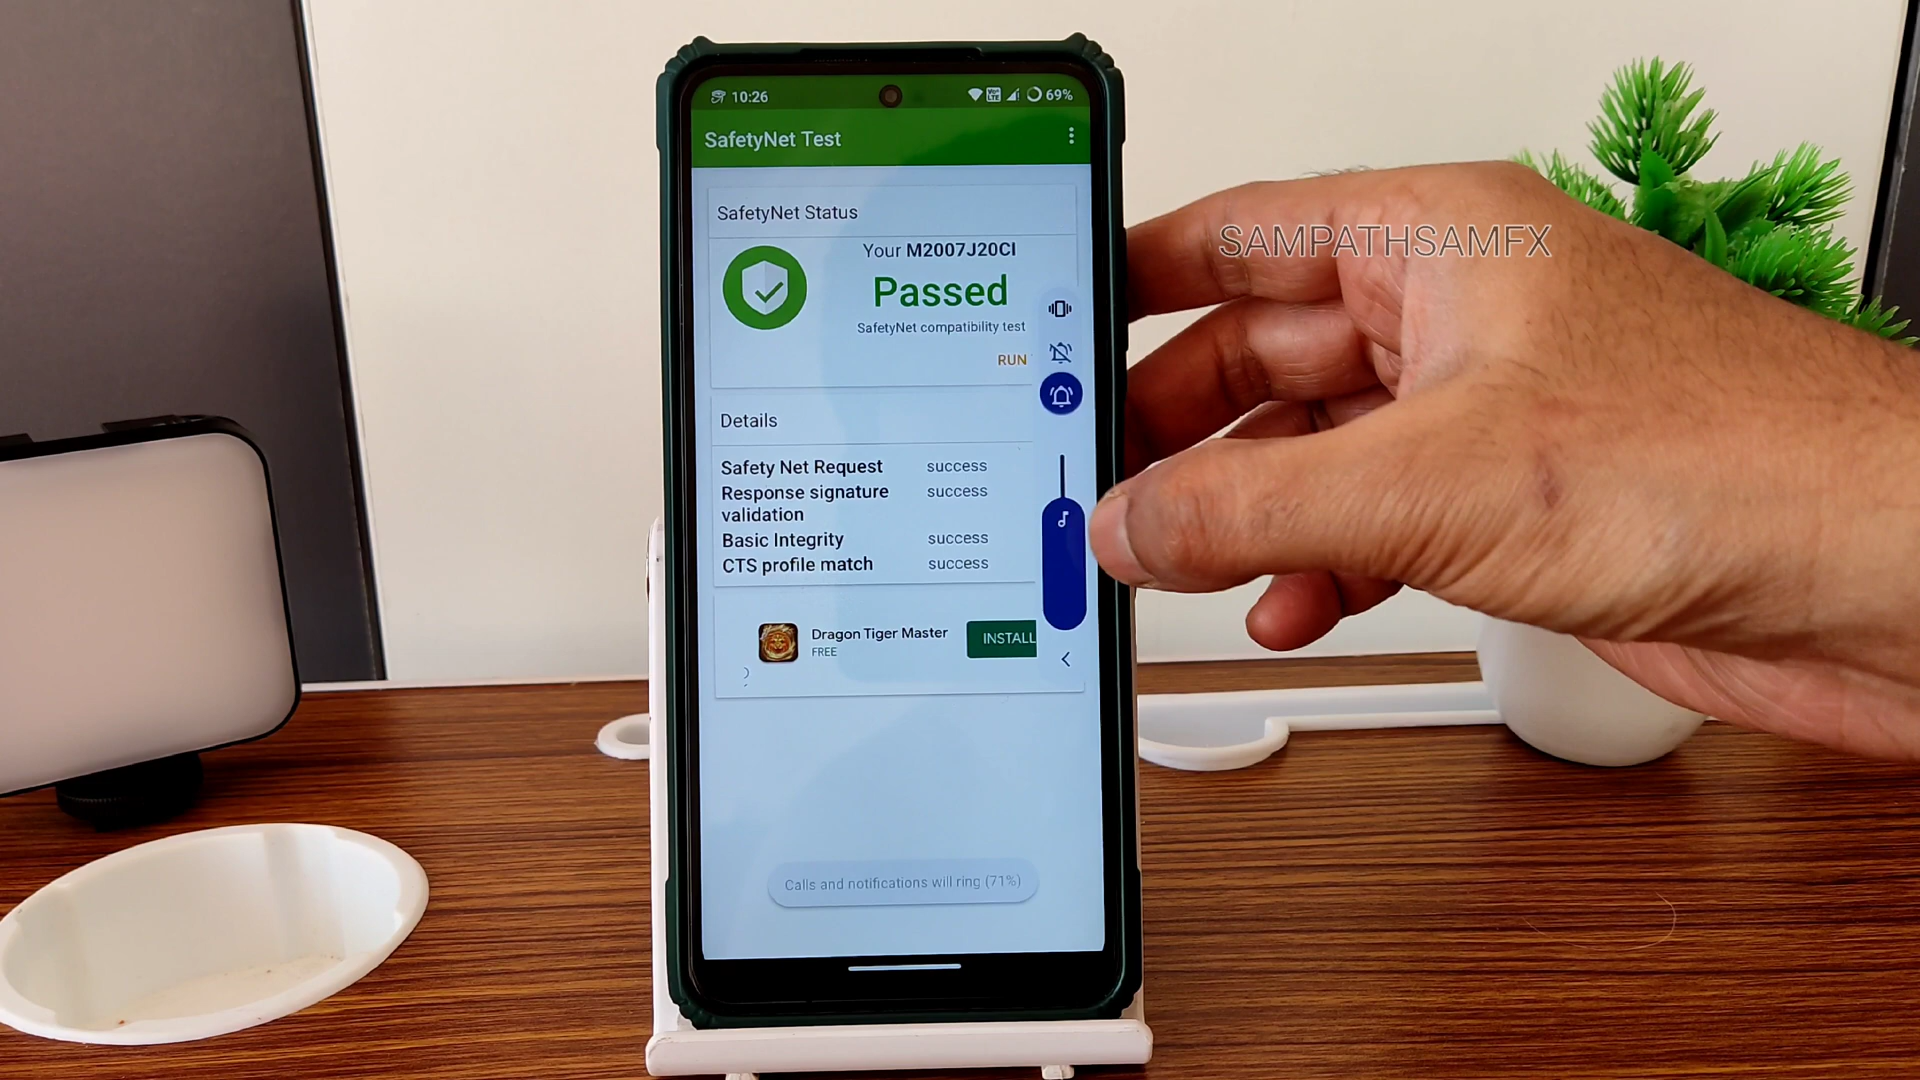 10:26
Vo LTE
69%
SafetyNet Test
SafetyNet Status
Your M2007J20CI
Passed
SafetyNet compatibility test
RUN
Details
Safety Net Request success
Response signature validation success
Basic Integrity success
CTS profile match success
Dragon Tiger Master
FREE
INSTALL
Calls and notifications will ring (71%)
SAMPATHSAMFX